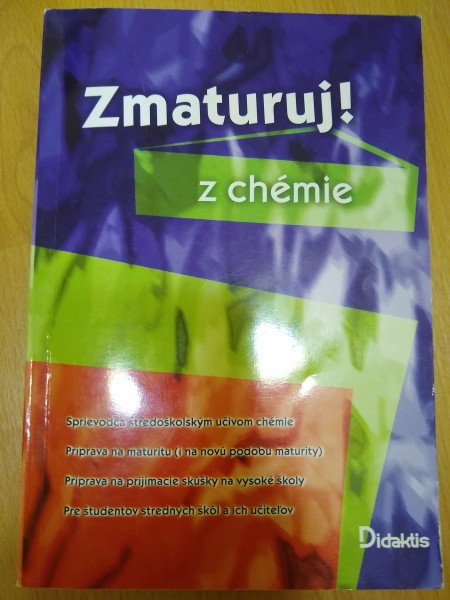 Zmaturuj!
z chémie
Sprievodca stredoškolským učivom chémie
Príprava na maturitu (i na novú podobu maturity)
Príprava na prijímacie skúšky na vysoké školy
Pre študentov stredných škôl a ich učiteľov
Didaktis